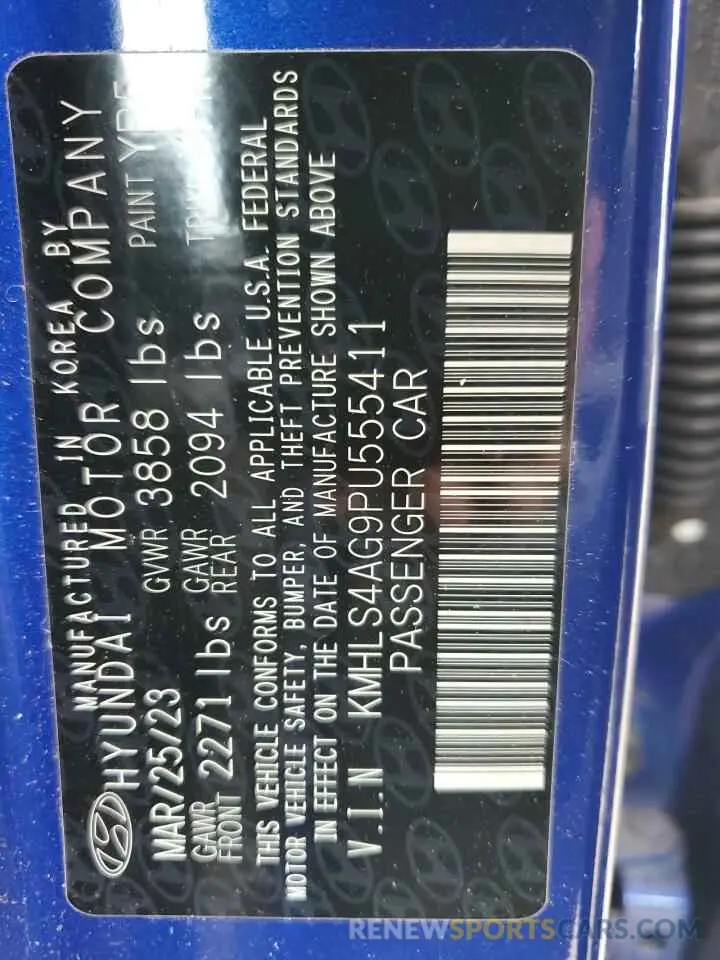 MANUFACTURED IN KOREA BY
HYUNDAI MOTOR COMPANY
MAR/25/23 GVWR 3858 lbs PAINT
GAWR FRONT 2271 lbs GAWR REAR 2094 lbs
THIS VEHICLE CONFORMS TO ALL APPLICABLE U.S.A. FEDERAL
MOTOR VEHICLE SAFETY, BUMPER, AND THEFT PREVENTION STANDARDS
IN EFFECT ON THE DATE OF MANUFACTURE SHOWN ABOVE
V.I.N KMHLS4AG9PU555411
PASSENGER CAR
RENEWSPORTSCARS.COM